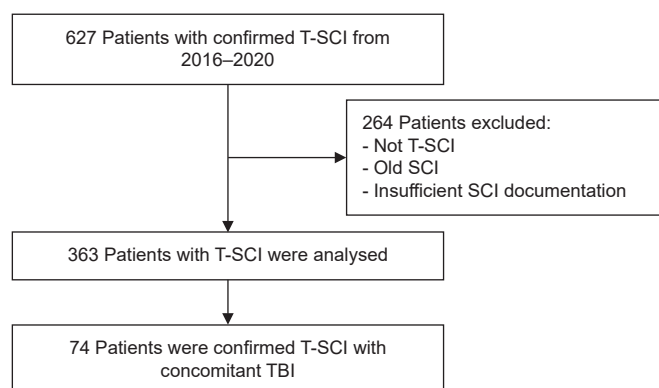 627 Patients with confirmed T-SCI from
2016–2020
264 Patients excluded:
- Not T-SCI
- Old SCI
- Insufficient SCI documentation
363 Patients with T-SCI were analysed
74 Patients were confirmed T-SCI with
concomitant TBI